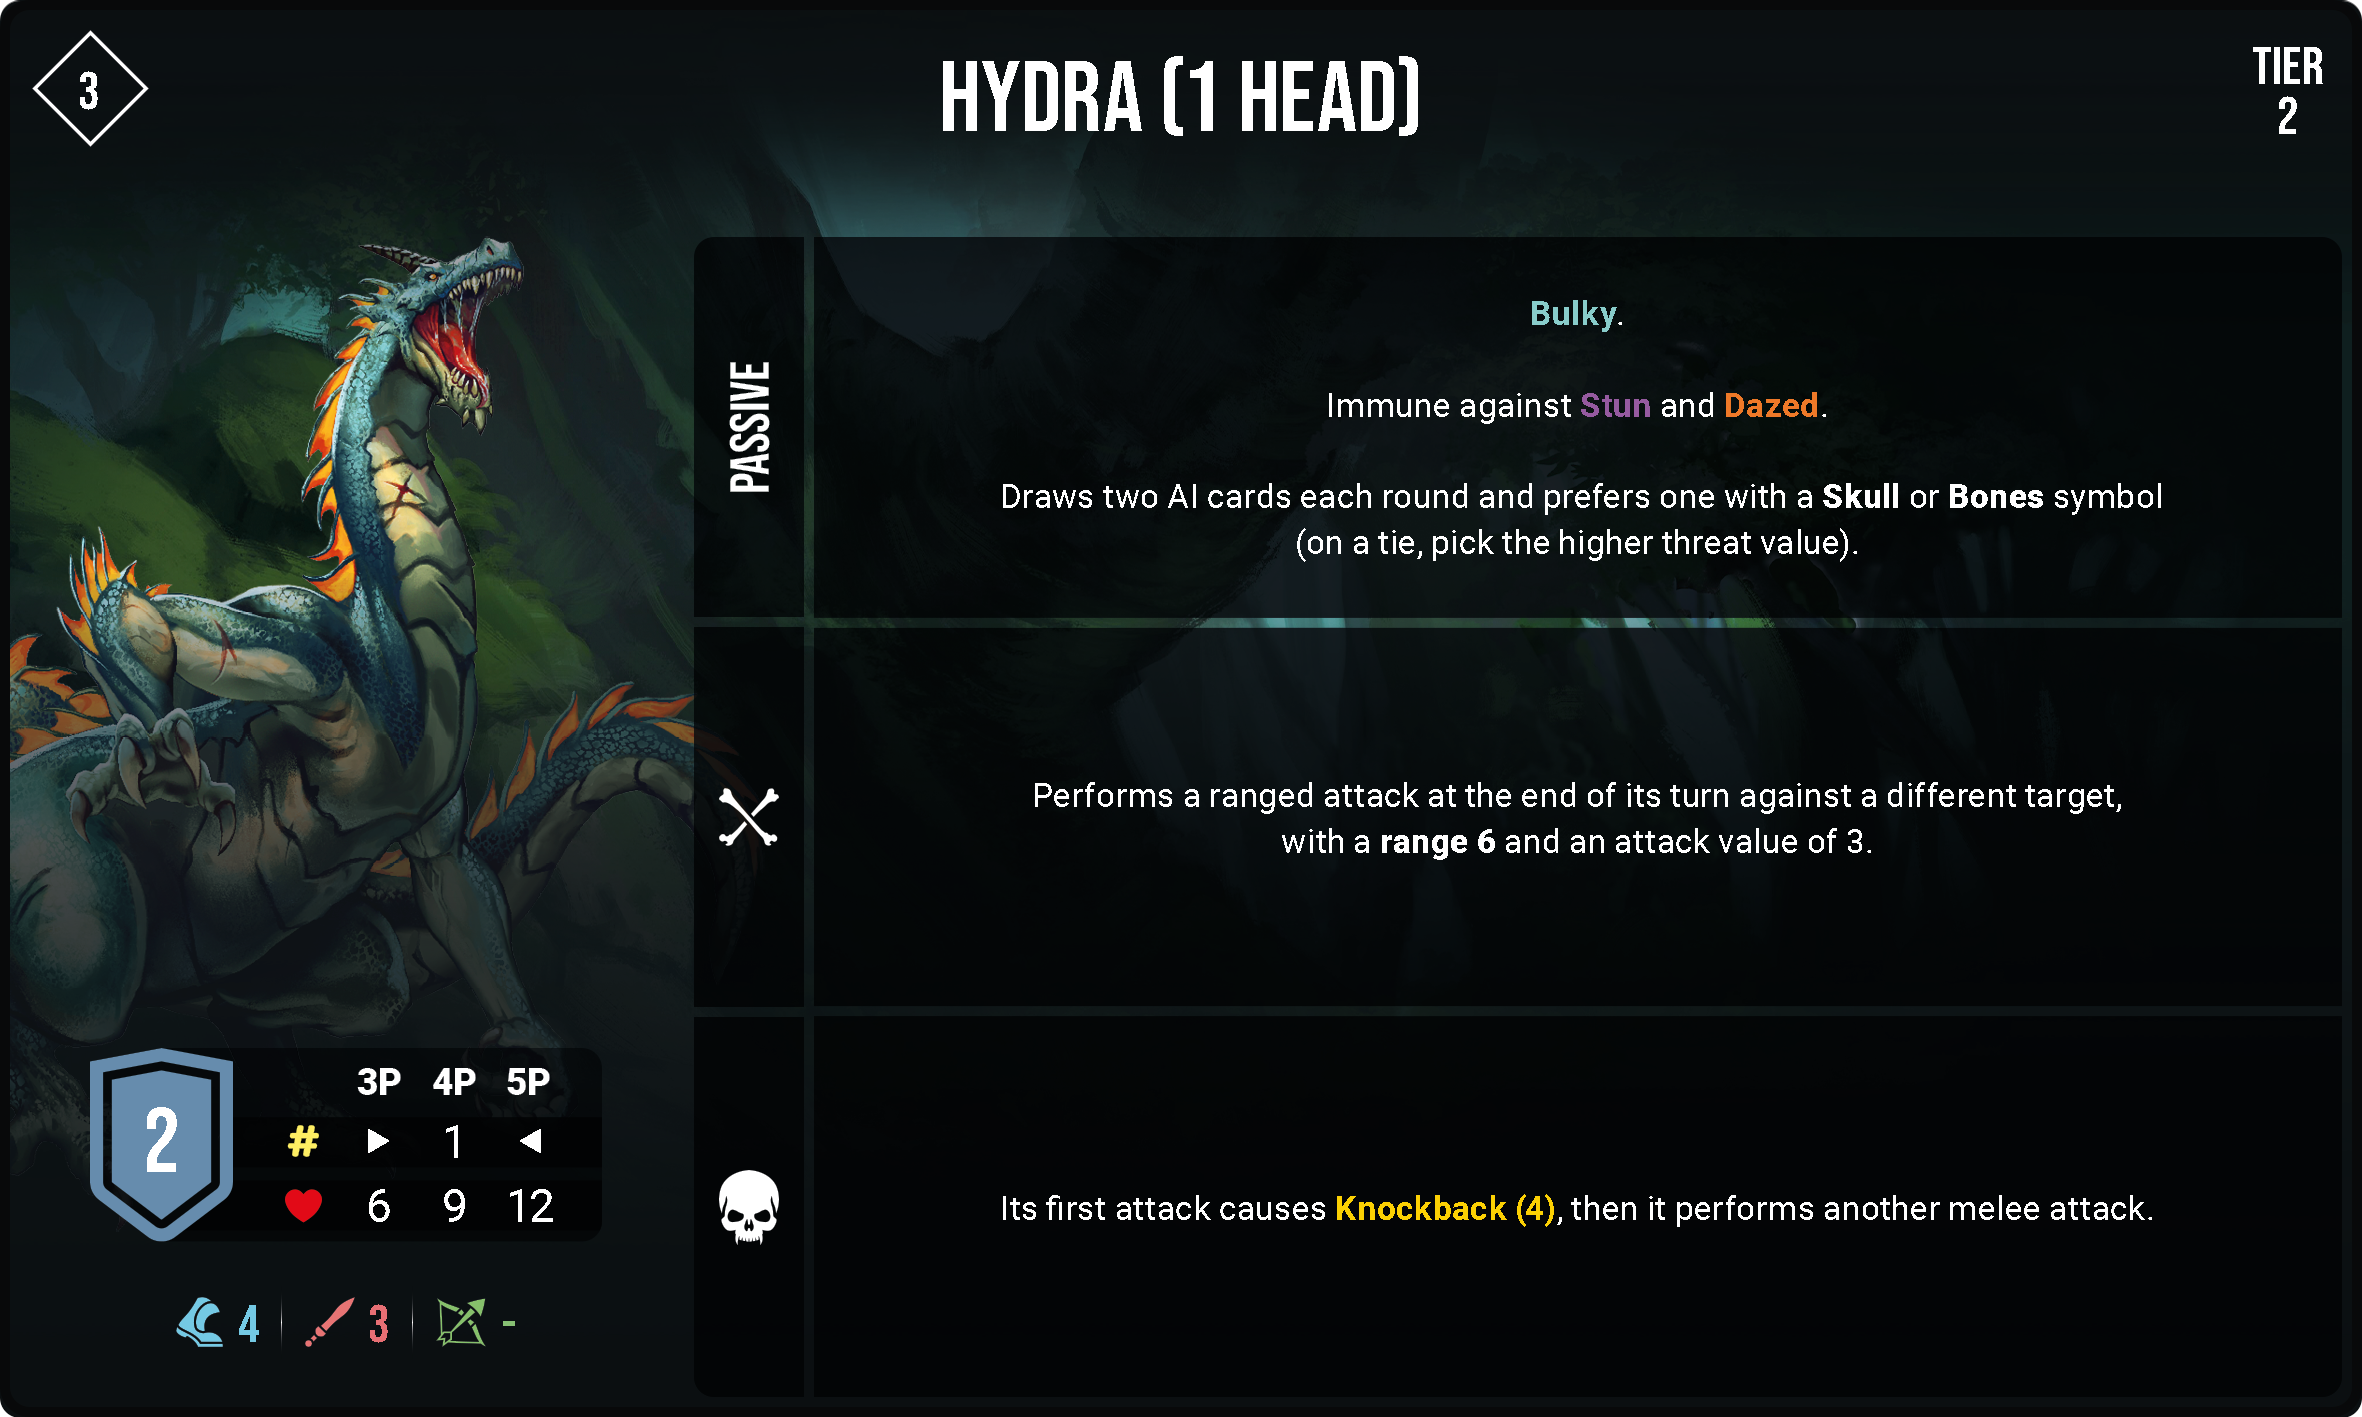 3
HYDRA (1 HEAD)
TIER
2
PASSIVE
Bulky.
Immune against Stun and Dazed.
Draws two AI cards each round and prefers one with a Skull or Bones symbol
(on a tie, pick the higher threat value).
Performs a ranged attack at the end of its turn against a different target,
with a range 6 and an attack value of 3.
Its first attack causes Knockback (4), then it performs another melee attack.
2
3P 4P 5P
# ▶ 1 ◀
6 9 12
4 3 -